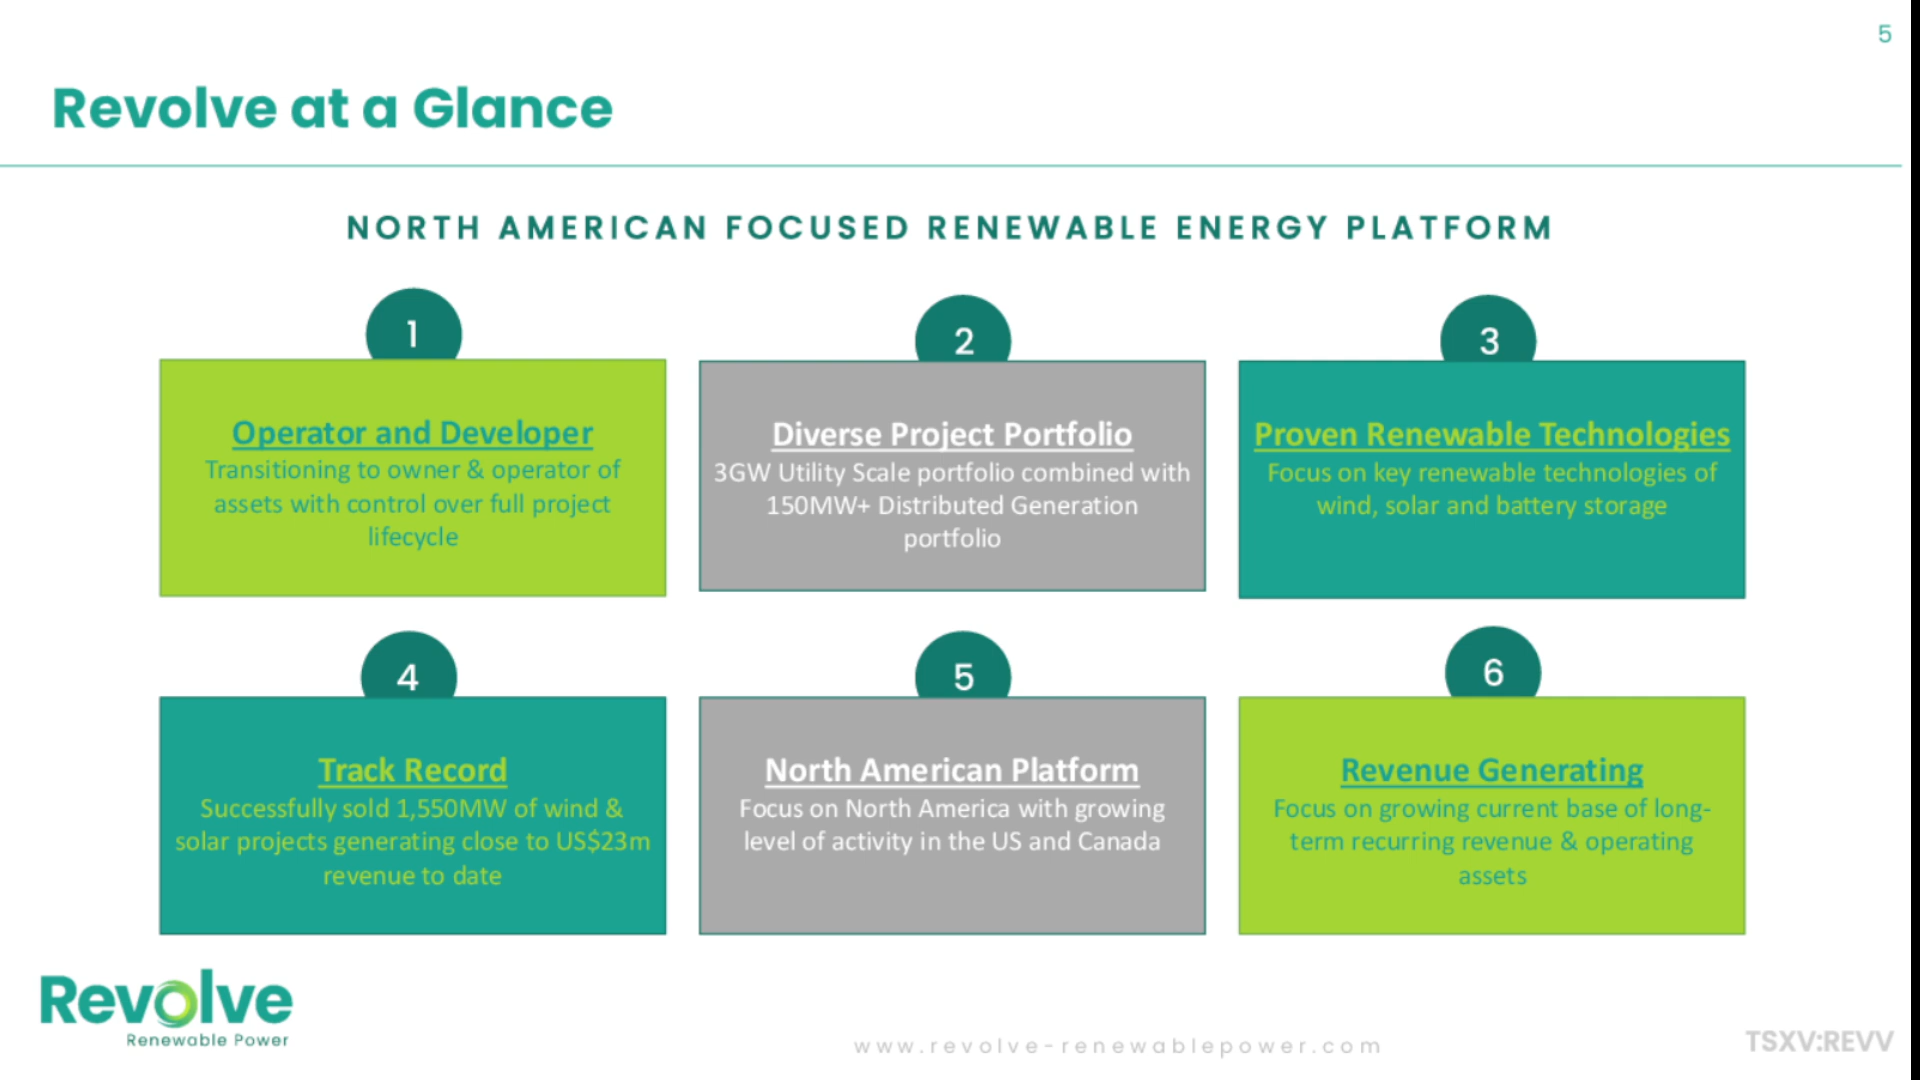 5
Revolve at a Glance
NORTH AMERICAN FOCUSED RENEWABLE ENERGY PLATFORM
1
Operator and Developer
Transitioning to owner & operator of
assets with control over full project
lifecycle
2
Diverse Project Portfolio
3GW Utility Scale portfolio combined with
150MW+ Distributed Generation
portfolio
3
Proven Renewable Technologies
Focus on key renewable technologies of
wind, solar and battery storage
4
Track Record
Successfully sold 1,550MW of wind &
solar projects generating close to US$23m
revenue to date
5
North American Platform
Focus on North America with growing
level of activity in the US and Canada
6
Revenue Generating
Focus on growing current base of long-
term recurring revenue & operating
assets
Revolve
Renewable Power
www.revolve-renewablepower.com
TSXV:REVV